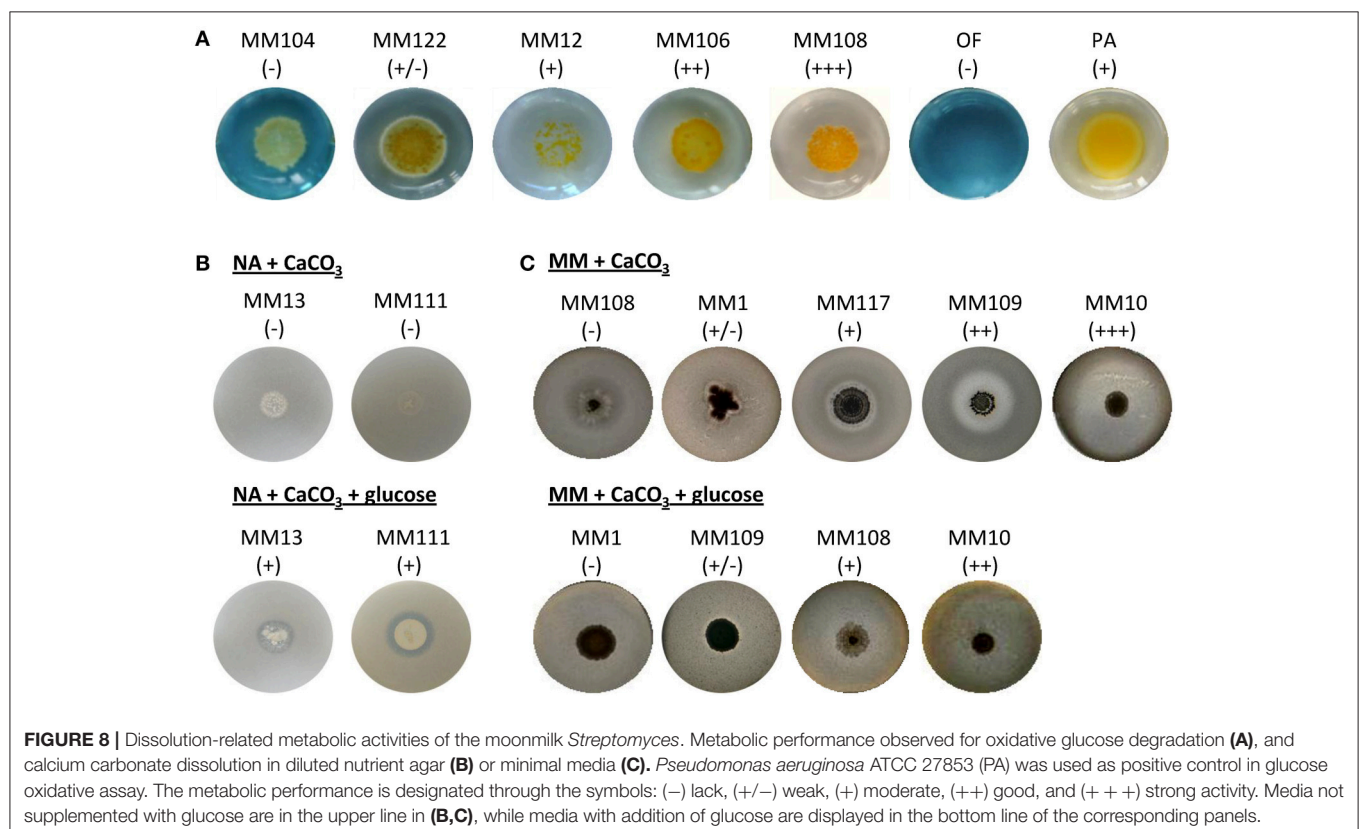 A MM104 MM122 MM12 MM106 MM108 OF PA
(-) (+/-) (+) (++) (+++) (-) (+)
B NA + CaCO3 C MM + CaCO3
MM13 MM111 MM108 MM1 MM117 MM109 MM10
(-) (-) (-) (+/-) (+) (++) (+++)
NA + CaCO3 + glucose MM + CaCO3 + glucose
MM13 MM111 MM1 MM109 MM108 MM10
(+) (+) (-) (+/-) (+) (++)
FIGURE 8 | Dissolution-related metabolic activities of the moonmilk Streptomyces. Metabolic performance observed for oxidative glucose degradation (A), and
calcium carbonate dissolution in diluted nutrient agar (B) or minimal media (C). Pseudomonas aeruginosa ATCC 27853 (PA) was used as positive control in glucose
oxidative assay. The metabolic performance is designated through the symbols: (−) lack, (+/−) weak, (+) moderate, (++) good, and (+ + +) strong activity. Media not
supplemented with glucose are in the upper line in (B,C), while media with addition of glucose are displayed in the bottom line of the corresponding panels.